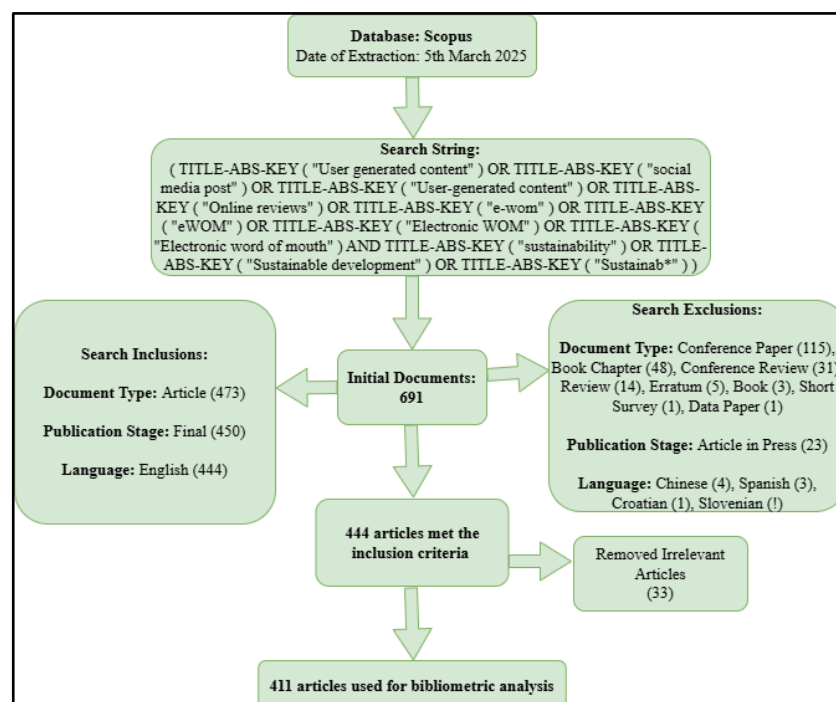 Database: Scopus
Date of Extraction: 5th March 2025
Search String:
( TITLE-ABS-KEY ( "User generated content" ) OR TITLE-ABS-KEY ( "social
media post" ) OR TITLE-ABS-KEY ( "User-generated content" ) OR TITLE-ABS-
KEY ( "Online reviews" ) OR TITLE-ABS-KEY ( "e-wom" ) OR TITLE-ABS-KEY
( "eWOM" ) OR TITLE-ABS-KEY ( "Electronic WOM" ) OR TITLE-ABS-KEY (
"Electronic word of mouth" ) AND TITLE-ABS-KEY ( "sustainability" ) OR TITLE-
ABS-KEY ( "Sustainable development" ) OR TITLE-ABS-KEY ( "Sustainab*" ) )
Search Inclusions:
Document Type: Article (473)
Publication Stage: Final (450)
Language: English (444)
Initial Documents:
691
Search Exclusions:
Document Type: Conference Paper (115),
Book Chapter (48), Conference Review (31)
Review (14), Erratum (5), Book (3), Short
Survey (1), Data Paper (1)
Publication Stage: Article in Press (23)
Language: Chinese (4), Spanish (3),
Croatian (1), Slovenian (!)
444 articles met the
inclusion criteria
Removed Irrelevant
Articles
(33)
411 articles used for bibliometric analysis